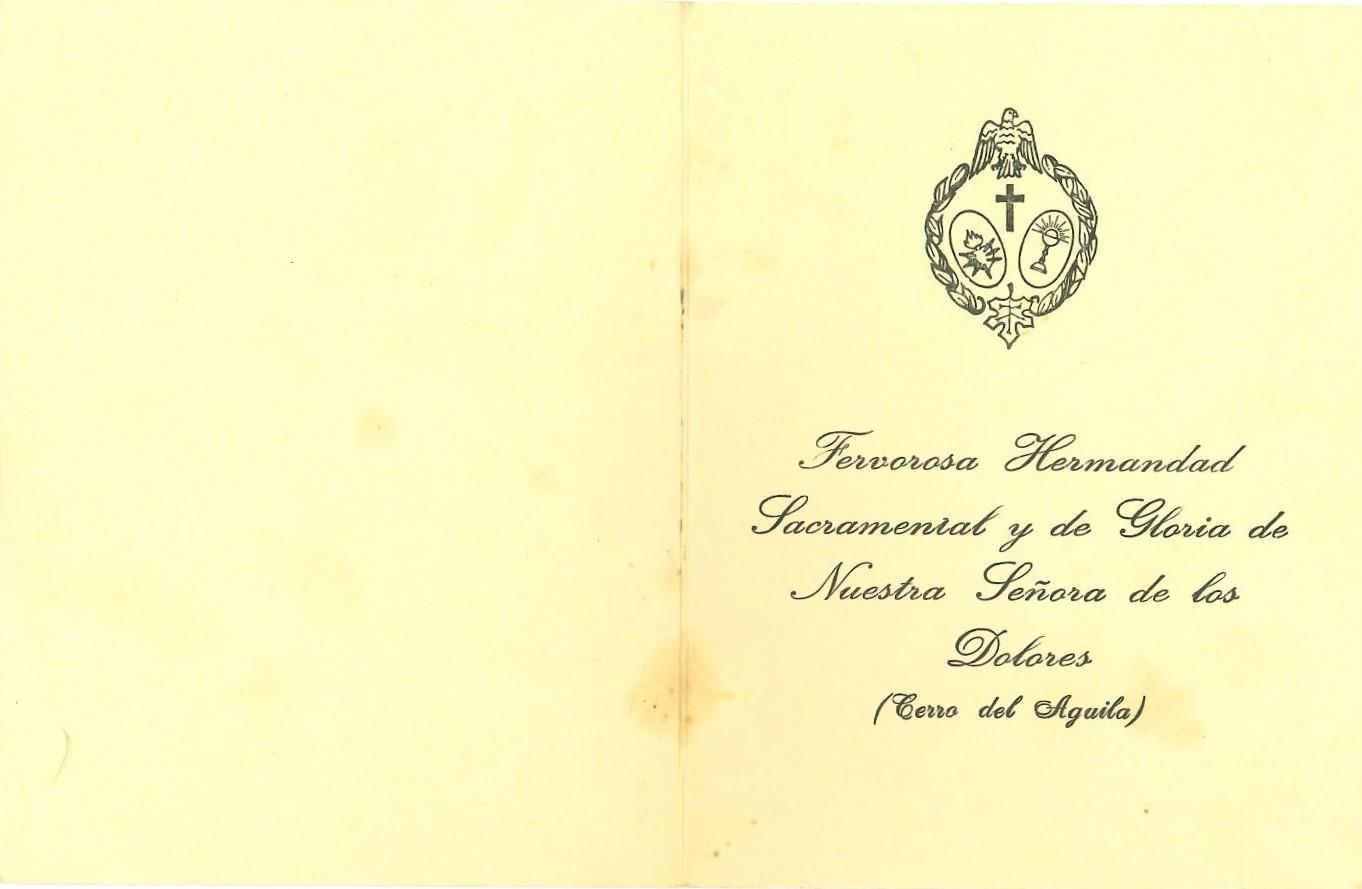 Fervorosa Hermandad
Sacramental y de Gloria de
Nuestra Señora de los
Dolores
(Cerro del Aguila)